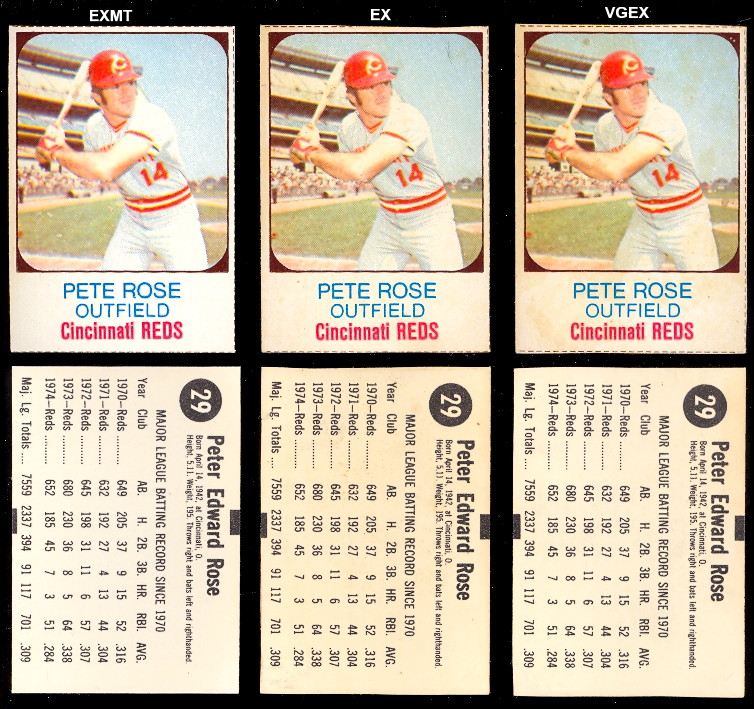 EXMT
14
PETE ROSE
OUTFIELD
Cincinnati REDS
EX
14
PETE ROSE
OUTFIELD
Cincinnati REDS
VGEX
14
PETE ROSE
OUTFIELD
Cincinnati REDS
29 Peter Edward Rose
Born April 14, 1942, at Cincinnati, O.
Height, 5.11. Weight, 195. Throws right and bats left and righthanded.
MAJOR LEAGUE BATTING RECORD SINCE 1970
Year Club AB. H. 2B. 3B. HR. RBI. AVG.
1970—Reds ........ 649 205 37 9 15 52 .316
1971—Reds ........ 632 192 27 4 13 44 .304
1972—Reds ........ 645 198 31 11 6 57 .307
1973—Reds ........ 680 230 36 8 5 64 .338
1974—Reds ........ 652 185 45 7 3 51 .284
Maj. Lg. Totals ... 7559 2337 394 91 117 701 .309
29 Peter Edward Rose
Born April 14, 1942, at Cincinnati, O.
Height, 5.11. Weight, 195. Throws right and bats left and righthanded.
MAJOR LEAGUE BATTING RECORD SINCE 1970
Year Club AB. H. 2B. 3B. HR. RBI. AVG.
1970—Reds ........ 649 205 37 9 15 52 .316
1971—Reds ........ 632 192 27 4 13 44 .304
1972—Reds ........ 645 198 31 11 6 57 .307
1973—Reds ........ 680 230 36 8 5 64 .338
1974—Reds ........ 652 185 45 7 3 51 .284
Maj. Lg. Totals ... 7559 2337 394 91 117 701 .309
29 Peter Edward Rose
Born April 14, 1942, at Cincinnati, O.
Height, 5.11. Weight, 195. Throws right and bats left and righthanded.
MAJOR LEAGUE BATTING RECORD SINCE 1970
Year Club AB. H. 2B. 3B. HR. RBI. AVG.
1970—Reds ........ 649 205 37 9 15 52 .316
1971—Reds ........ 632 192 27 4 13 44 .304
1972—Reds ........ 645 198 31 11 6 57 .307
1973—Reds ........ 680 230 36 8 5 64 .338
1974—Reds ........ 652 185 45 7 3 51 .284
Maj. Lg. Totals ... 7559 2337 394 91 117 701 .309